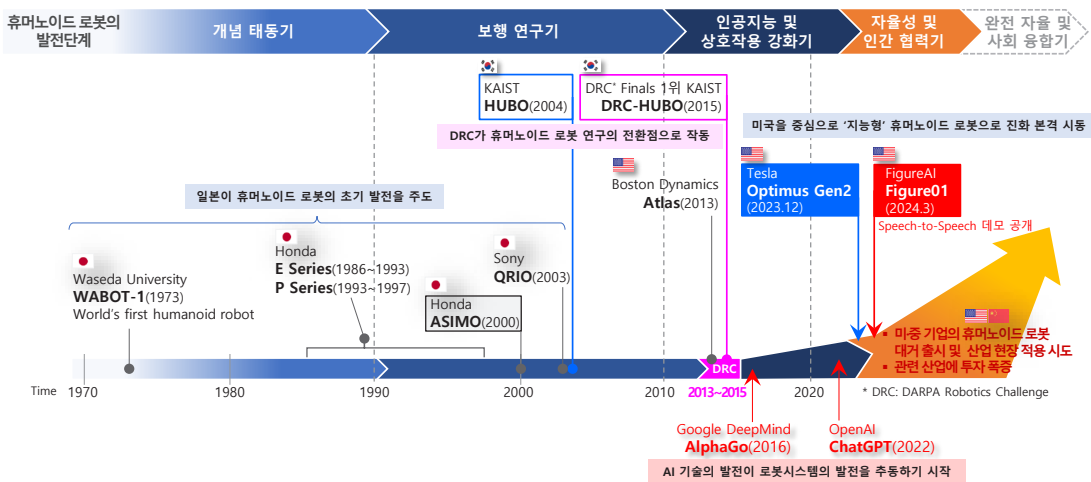 휴머노이드 로봇의
발전단계
개념 태동기
보행 연구기
인공지능 및
상호작용 강화기
자율성 및
인간 협력기
완전 자율 및
사회 융합기
KAIST
HUBO(2004)
DRC* Finals 1위 KAIST
DRC-HUBO(2015)
DRC가 휴머노이드 로봇 연구의 전환점으로 작동
미국을 중심으로 '지능형' 휴머노이드 로봇으로 진화 본격 시동
Boston Dynamics
Atlas(2013)
Tesla
Optimus Gen2
(2023.12)
FigureAI
Figure01
(2024.3)
Speech-to-Speech 데모 공개
일본이 휴머노이드 로봇의 초기 발전을 주도
Waseda University
WABOT-1(1973)
World's first humanoid robot
Honda
E Series(1986~1993)
P Series(1993~1997)
Honda
ASIMO(2000)
Sony
QRIO(2003)
▪ 미·중 기업의 휴머노이드 로봇
대거 출시 및 산업 현장 적용 시도
▪ 관련 산업에 투자 폭증
DRC
Time
1970
1980
1990
2000
2010
2013~2015
2020
* DRC: DARPA Robotics Challenge
Google DeepMind
AlphaGo(2016)
OpenAI
ChatGPT(2022)
AI 기술의 발전이 로봇시스템의 발전을 추동하기 시작